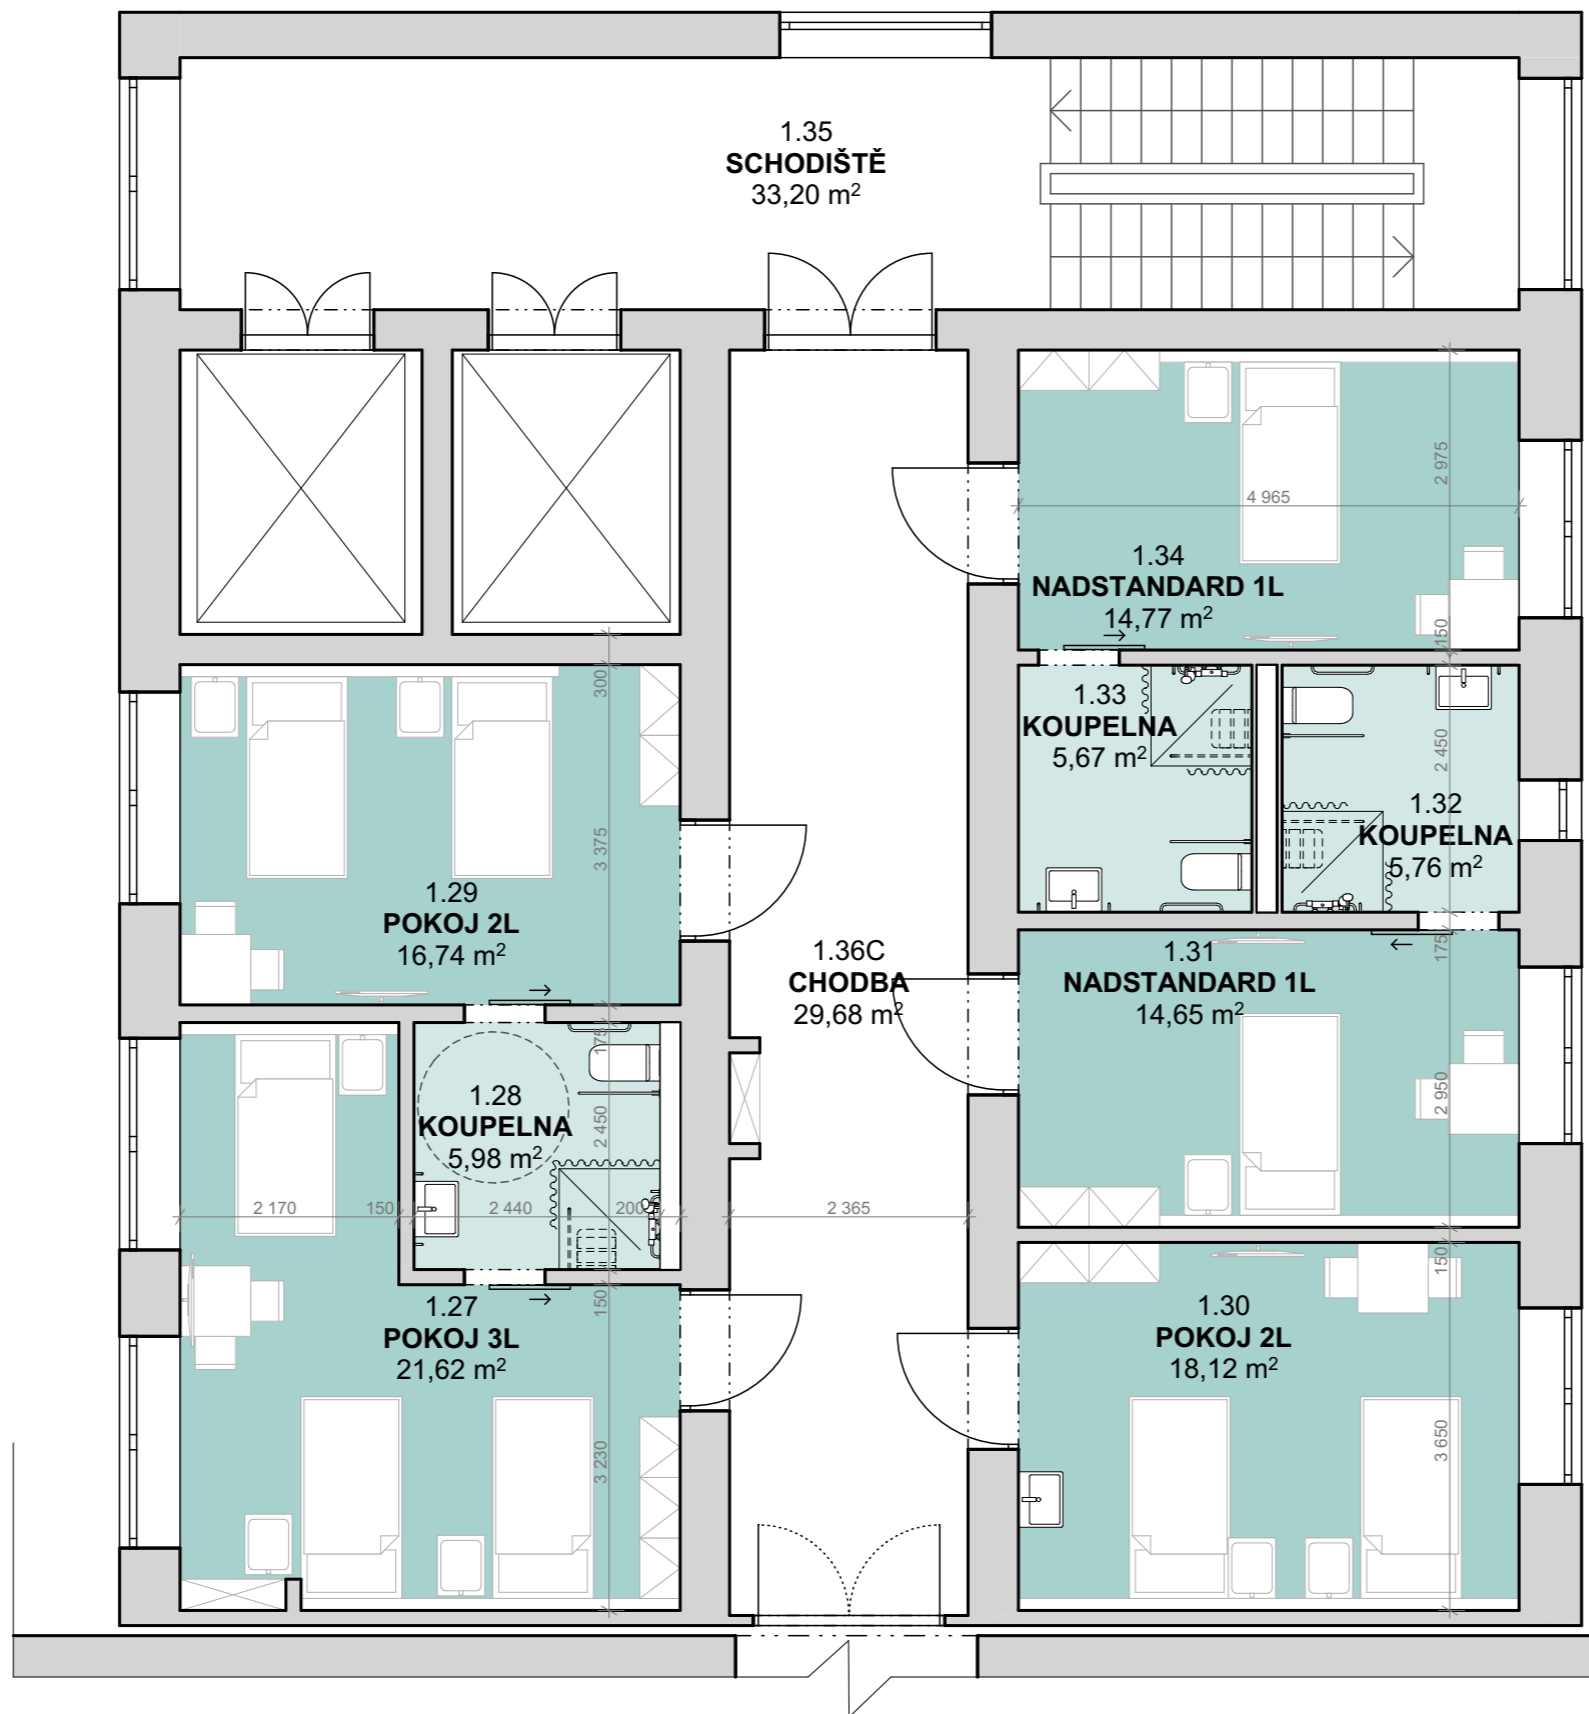 1.35
SCHODIŠTĚ
33,20 m²
2 975
4 965
1.34
NADSTANDARD 1L
14,77 m²
150
300
1.33
KOUPELNA
5,67 m²
2 450
1.32
KOUPELNA
5,76 m²
3 375
1.29
POKOJ 2L
16,74 m²
175
1.36C
CHODBA
29,68 m²
1.31
NADSTANDARD 1L
14,65 m²
175
1.28
KOUPELNA
5,98 m²
2 450
2 950
2 170
150
2 440
200
2 365
150
150
1.27
POKOJ 3L
21,62 m²
1.30
POKOJ 2L
18,12 m²
3 230
3 650